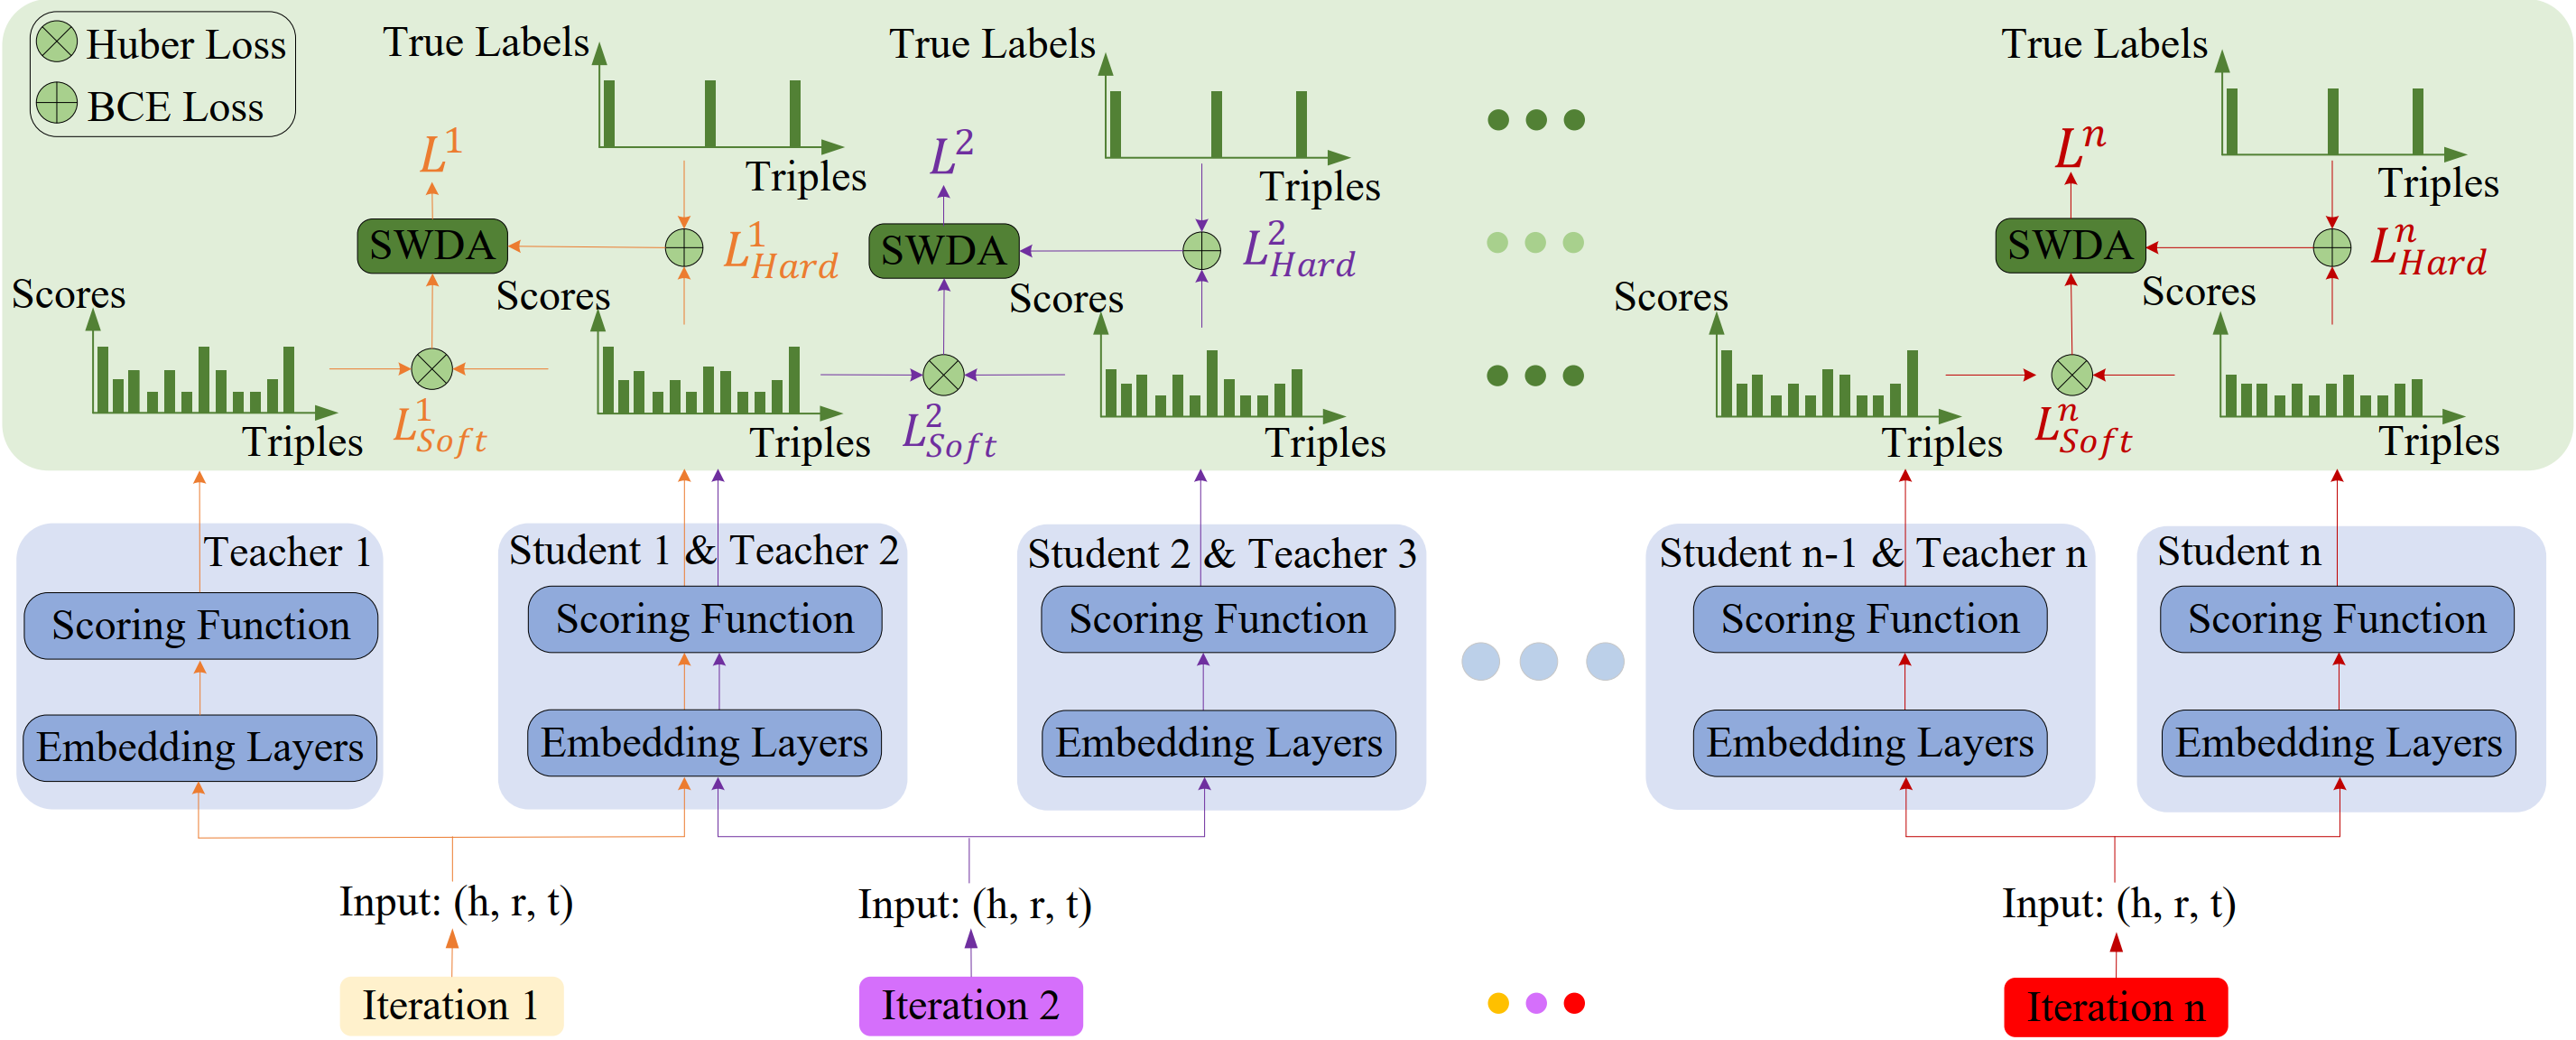 Huber Loss
BCE Loss
True Labels
Triples
L^1
SWDA
L^1_{Hard}
Scores
Triples
L^1_{Soft}
Scores
Triples
True Labels
Triples
L^2
SWDA
L^2_{Hard}
Scores
Triples
L^2_{Soft}
True Labels
Triples
L^n
SWDA
L^n_{Hard}
Scores
Triples
L^n_{Soft}
Scores
Triples
Teacher 1
Scoring Function
Embedding Layers
Student 1 & Teacher 2
Scoring Function
Embedding Layers
Student 2 & Teacher 3
Scoring Function
Embedding Layers
Student n-1 & Teacher n
Scoring Function
Embedding Layers
Student n
Scoring Function
Embedding Layers
Input: (h, r, t)
Input: (h, r, t)
Input: (h, r, t)
Iteration 1
Iteration 2
Iteration n